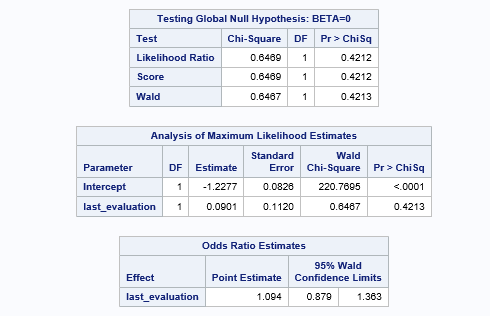 Testing Global Null Hypothesis: BETA=0
Test Chi-Square DF Pr > ChiSq
Likelihood Ratio 0.6469 1 0.4212
Score 0.6469 1 0.4212
Wald 0.6467 1 0.4213
Analysis of Maximum Likelihood Estimates
Parameter DF Estimate Standard Error Wald Chi-Square Pr > ChiSq
Intercept 1 -1.2277 0.0826 220.7695 <.0001
last_evaluation 1 0.0901 0.1120 0.6467 0.4213
Odds Ratio Estimates
Effect Point Estimate 95% Wald Confidence Limits
last_evaluation 1.094 0.879 1.363